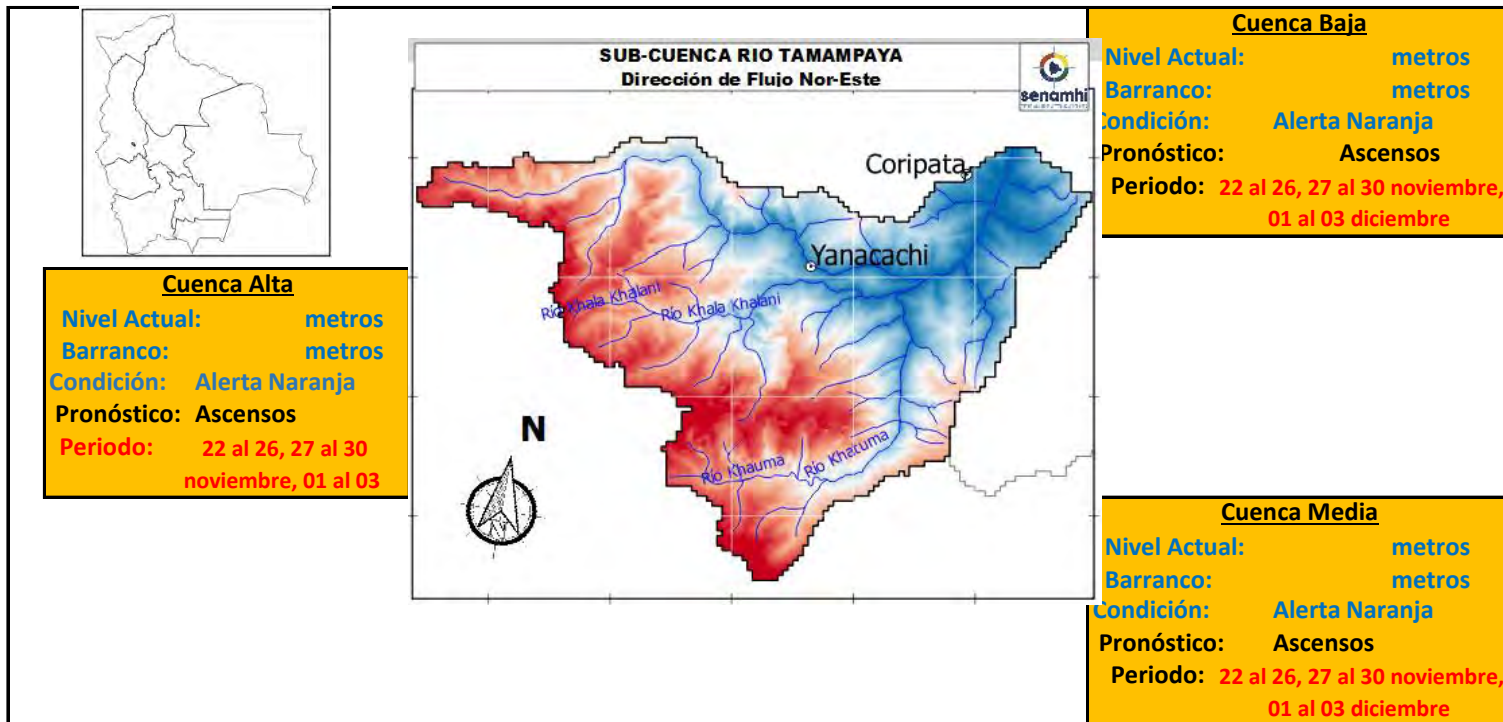 SUB-CUENCA RIO TAMAMPAYA
Dirección de Flujo Nor-Este
senamhi
Coripata
Yanacachi
Río Khala Khalani
Río Khala Khalani
Río Khauma
Río Khatuma
N
Cuenca Baja
Nivel Actual: metros
Barranco: metros
Condición: Alerta Naranja
Pronóstico: Ascensos
Periodo: 22 al 26, 27 al 30 noviembre,
01 al 03 diciembre
Cuenca Alta
Nivel Actual: metros
Barranco: metros
Condición: Alerta Naranja
Pronóstico: Ascensos
Periodo: 22 al 26, 27 al 30
noviembre, 01 al 03
Cuenca Media
Nivel Actual: metros
Barranco: metros
Condición: Alerta Naranja
Pronóstico: Ascensos
Periodo: 22 al 26, 27 al 30 noviembre,
01 al 03 diciembre